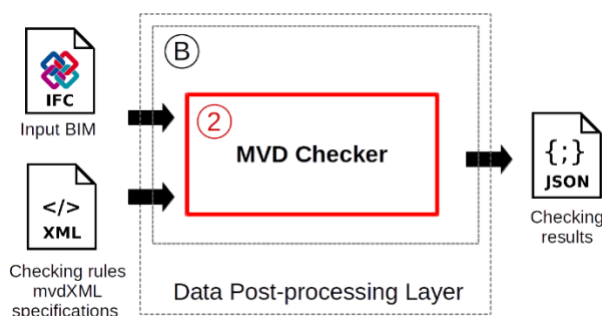 IFC
Input BIM
</>
XML
Checking rules
mvdXML
specifications
B
2
MVD Checker
Data Post-processing Layer
{;}
JSON
Checking
results